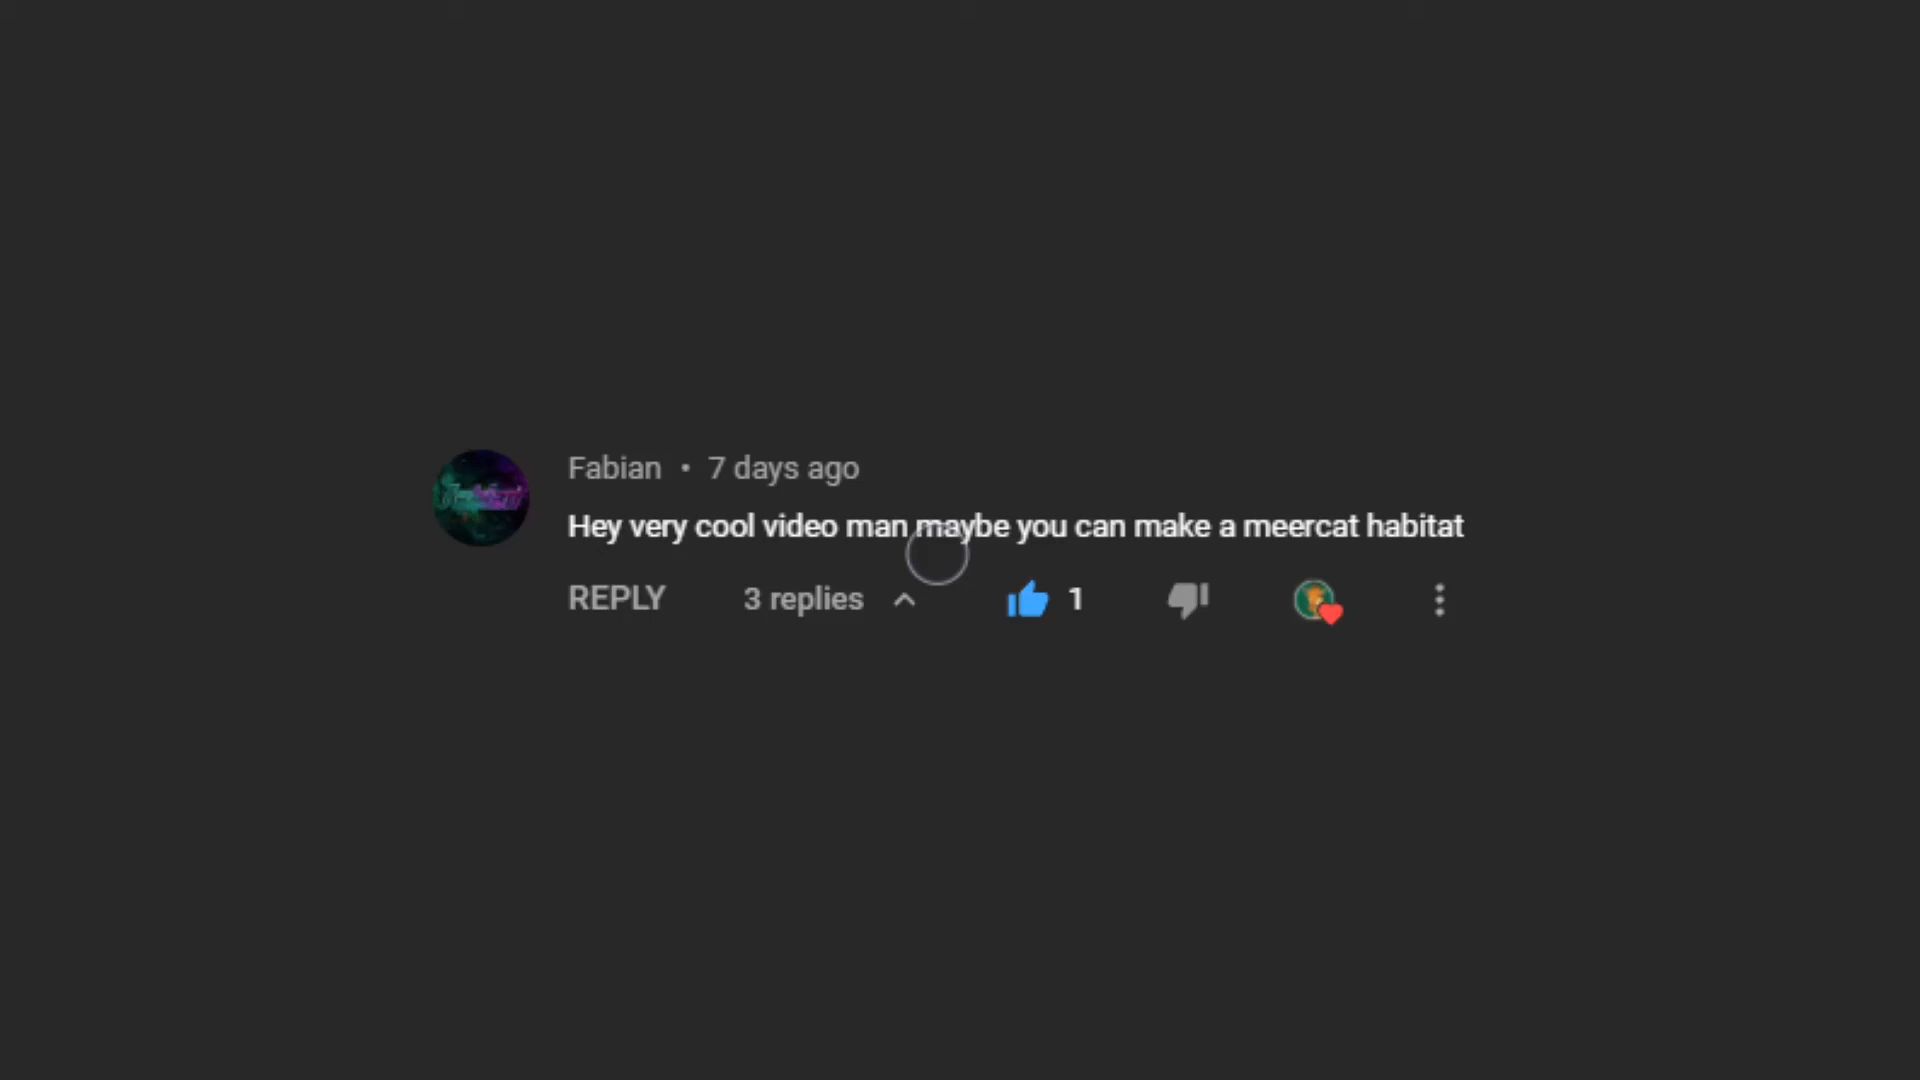 Fabian • 7 days ago
Hey very cool video man maybe you can make a meercat habitat
REPLY 3 replies 1